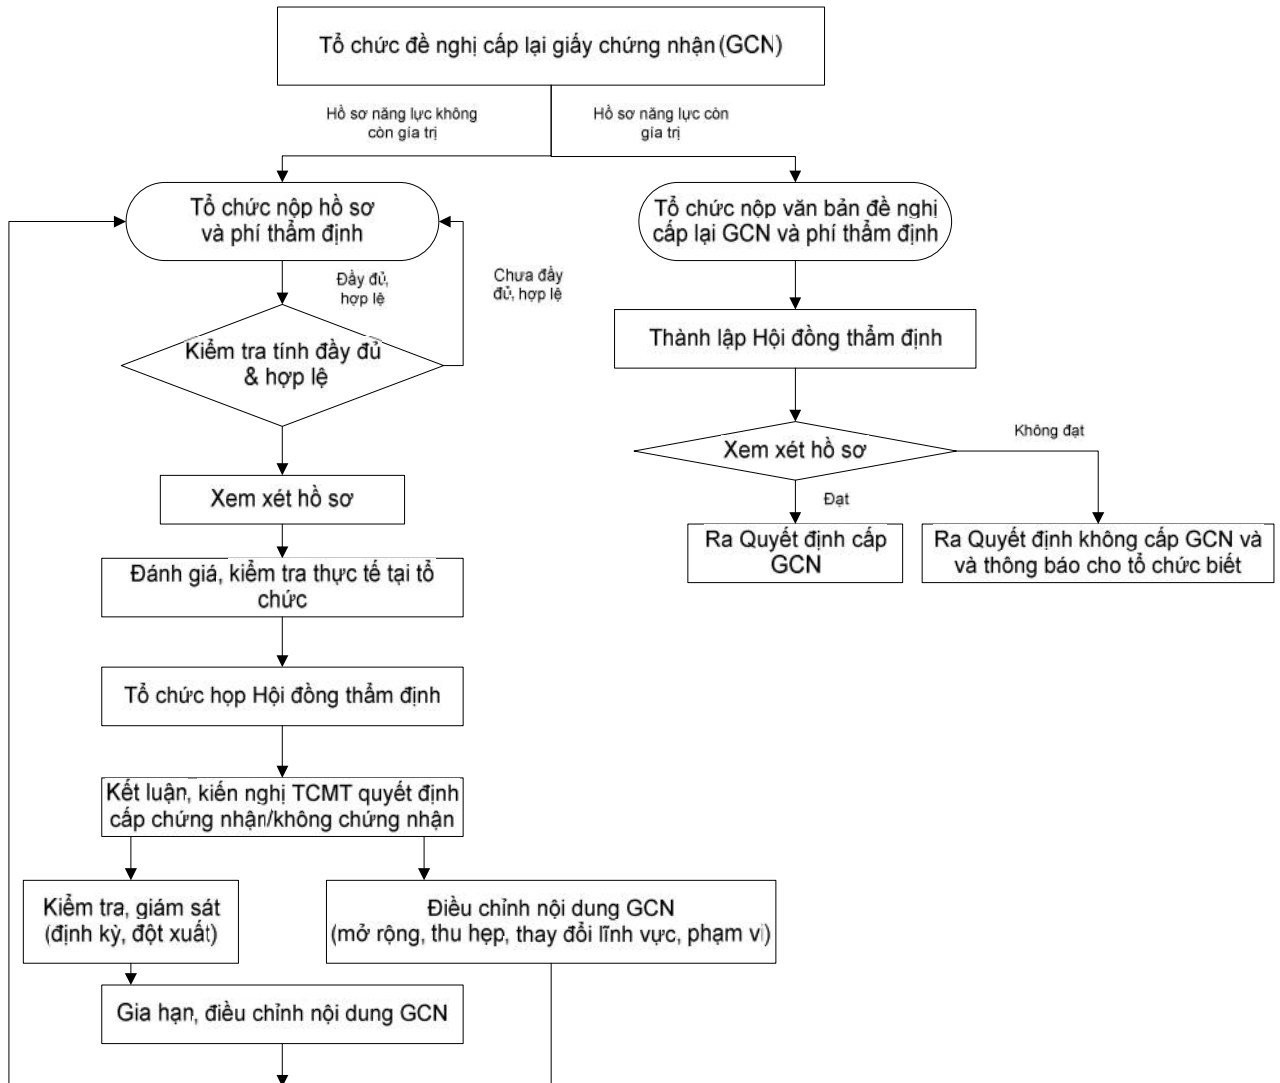 Tổ chức đề nghị cấp lại giấy chứng nhận (GCN)
Hồ sơ năng lực không
còn gía trị
Hồ sơ năng lực còn
gía trị
Tổ chức nộp hồ sơ
và phí thẩm định
Tổ chức nộp văn bản đề nghị
cấp lại GCN và phí thẩm định
Đầy đủ,
hợp lệ
Chưa đầy
đủ, hợp lệ
Thành lập Hội đồng thẩm định
Kiểm tra tính đầy đủ
& hợp lệ
Xem xét hồ sơ
Không đạt
Đạt
Xem xét hồ sơ
Ra Quyết định cấp
GCN
Ra Quyết định không cấp GCN và
và thông báo cho tổ chức biết
Đánh giá, kiểm tra thực tế tại tổ
chức
Tổ chức họp Hội đồng thẩm định
Kết luận, kiến nghị TCMT quyết định
cấp chứng nhận/không chứng nhận
Kiểm tra, giám sát
(định kỳ, đột xuất)
Điều chỉnh nội dung GCN
(mở rộng, thu hẹp, thay đổi lĩnh vực, phạm vi)
Gia hạn, điều chỉnh nội dung GCN